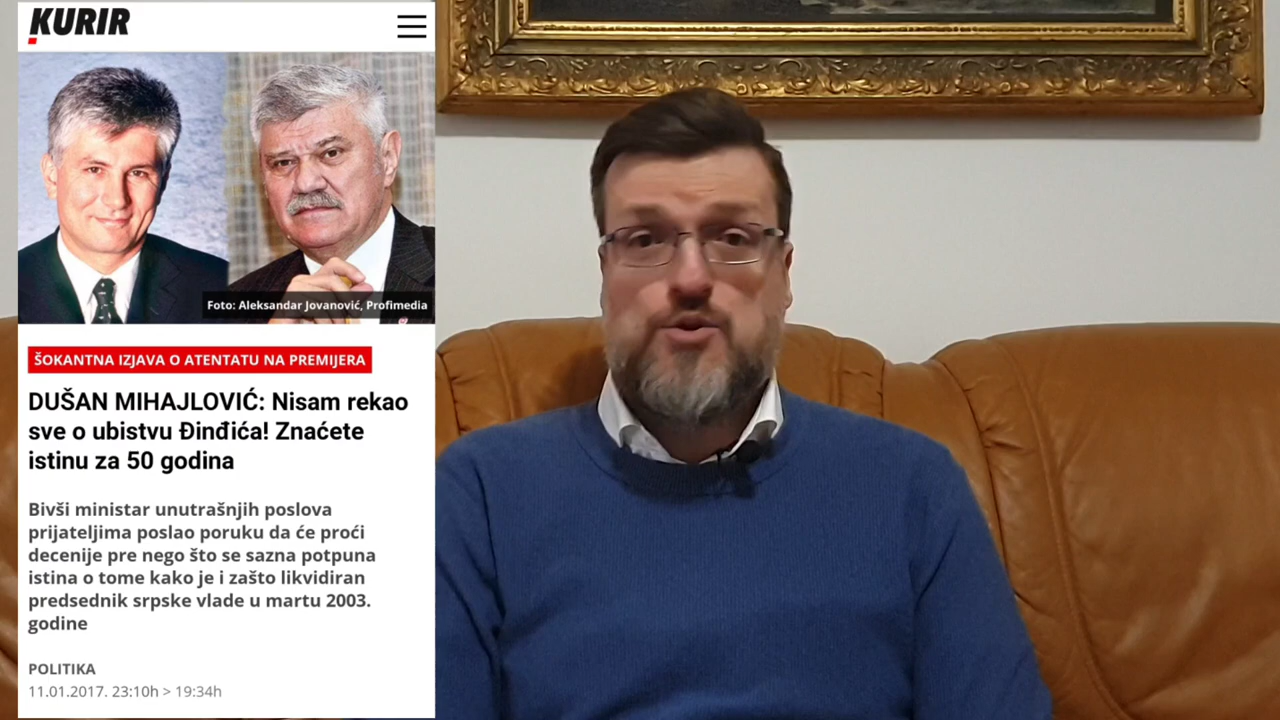 KURIR
Foto: Aleksandar Jovanović, Profimedia
ŠOKANTNA IZJAVA O ATENTATU NA PREMIJERA
DUŠAN MIHAJLOVIĆ: Nisam rekao
sve o ubistvu Đinđića! Znaćete
istinu za 50 godina
Bivši ministar unutrašnjih poslova
prijateljima poslao poruku da će proći
decenije pre nego što se sazna potpuna
istina o tome kako je i zašto likvidiran
predsednik srpske vlade u martu 2003.
godine
POLITIKA
11.01.2017. 23:10h > 19:34h